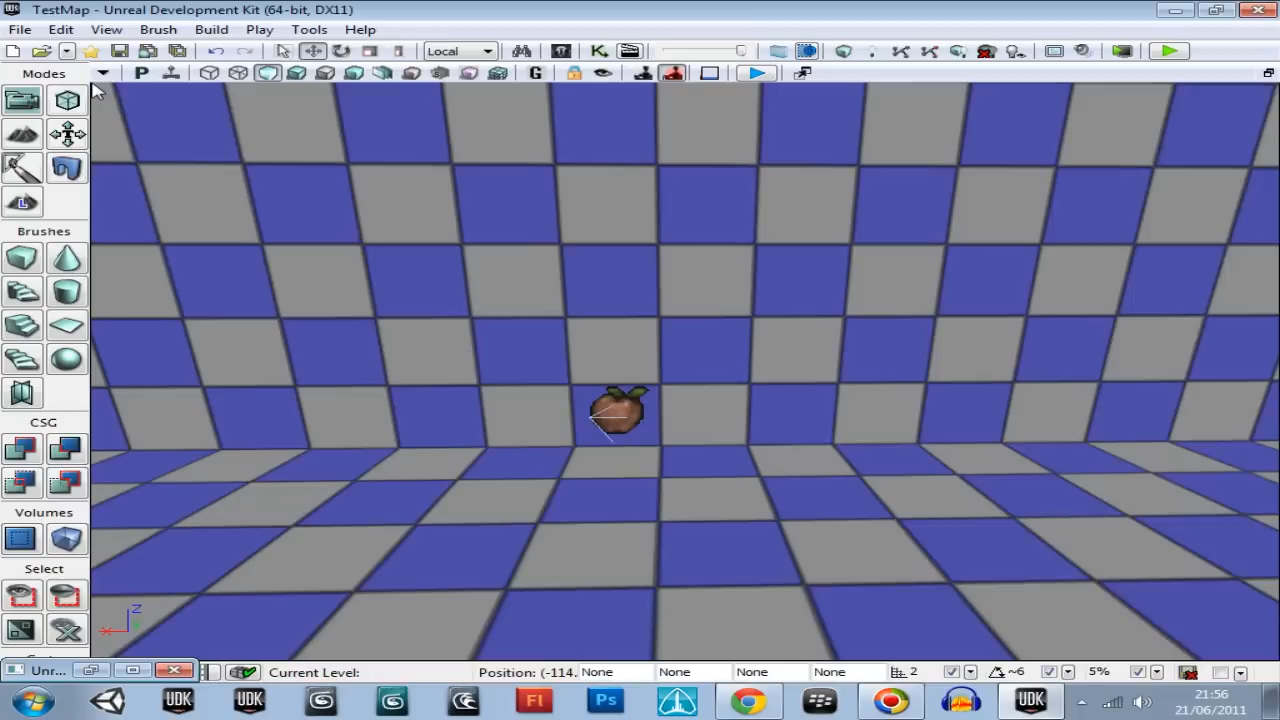 TestMap - Unreal Development Kit (64-bit, DX11)
File Edit View Brush Build Play Tools Help
Local
Modes
P
G
L
Brushes
CSG
Volumes
Select
Z
X
Unr...
Current Level:
Position: (-114.
None
None
None
None
2
~6
5%
UDK
UDK
Fl
Ps
UDK
21:56
21/06/2011